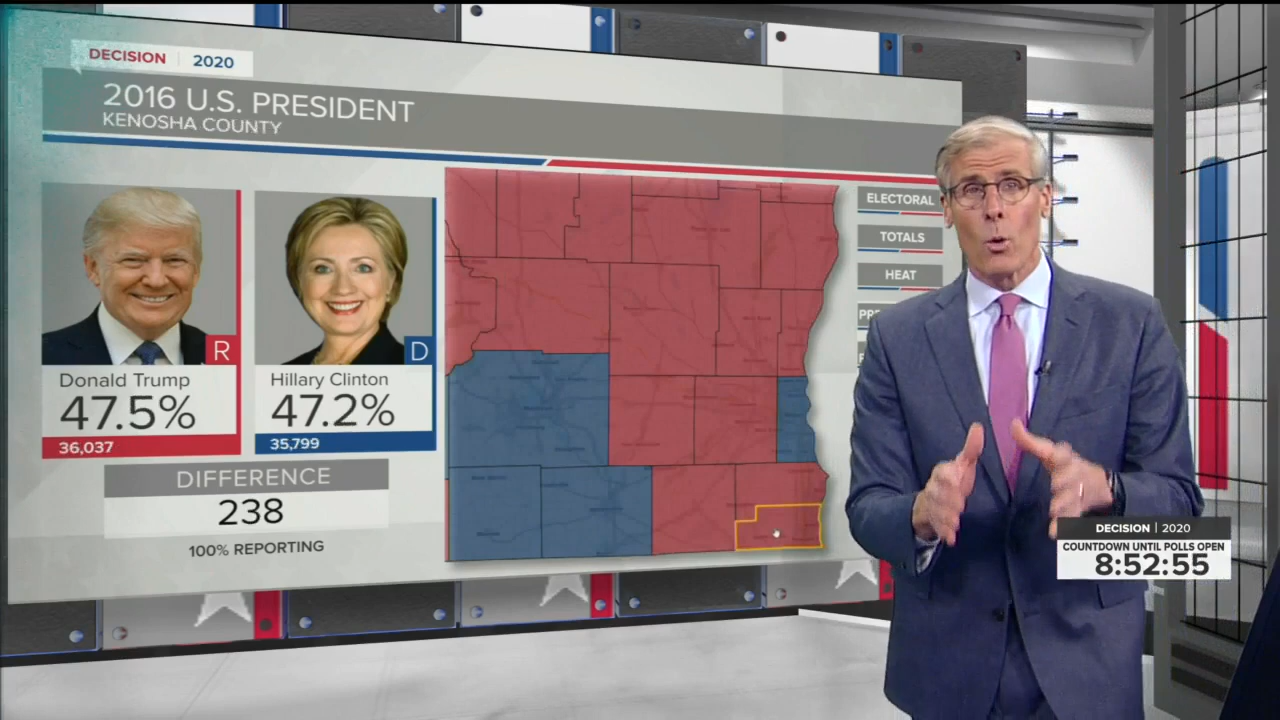 DECISION | 2020
2016 U.S. PRESIDENT
KENOSHA COUNTY
R
D
Donald Trump
Hillary Clinton
47.5%
47.2%
36,037
35,799
DIFFERENCE
238
100% REPORTING
ELECTORAL
TOTALS
HEAT
DECISION | 2020
COUNTDOWN UNTIL POLLS OPEN
8:52:55